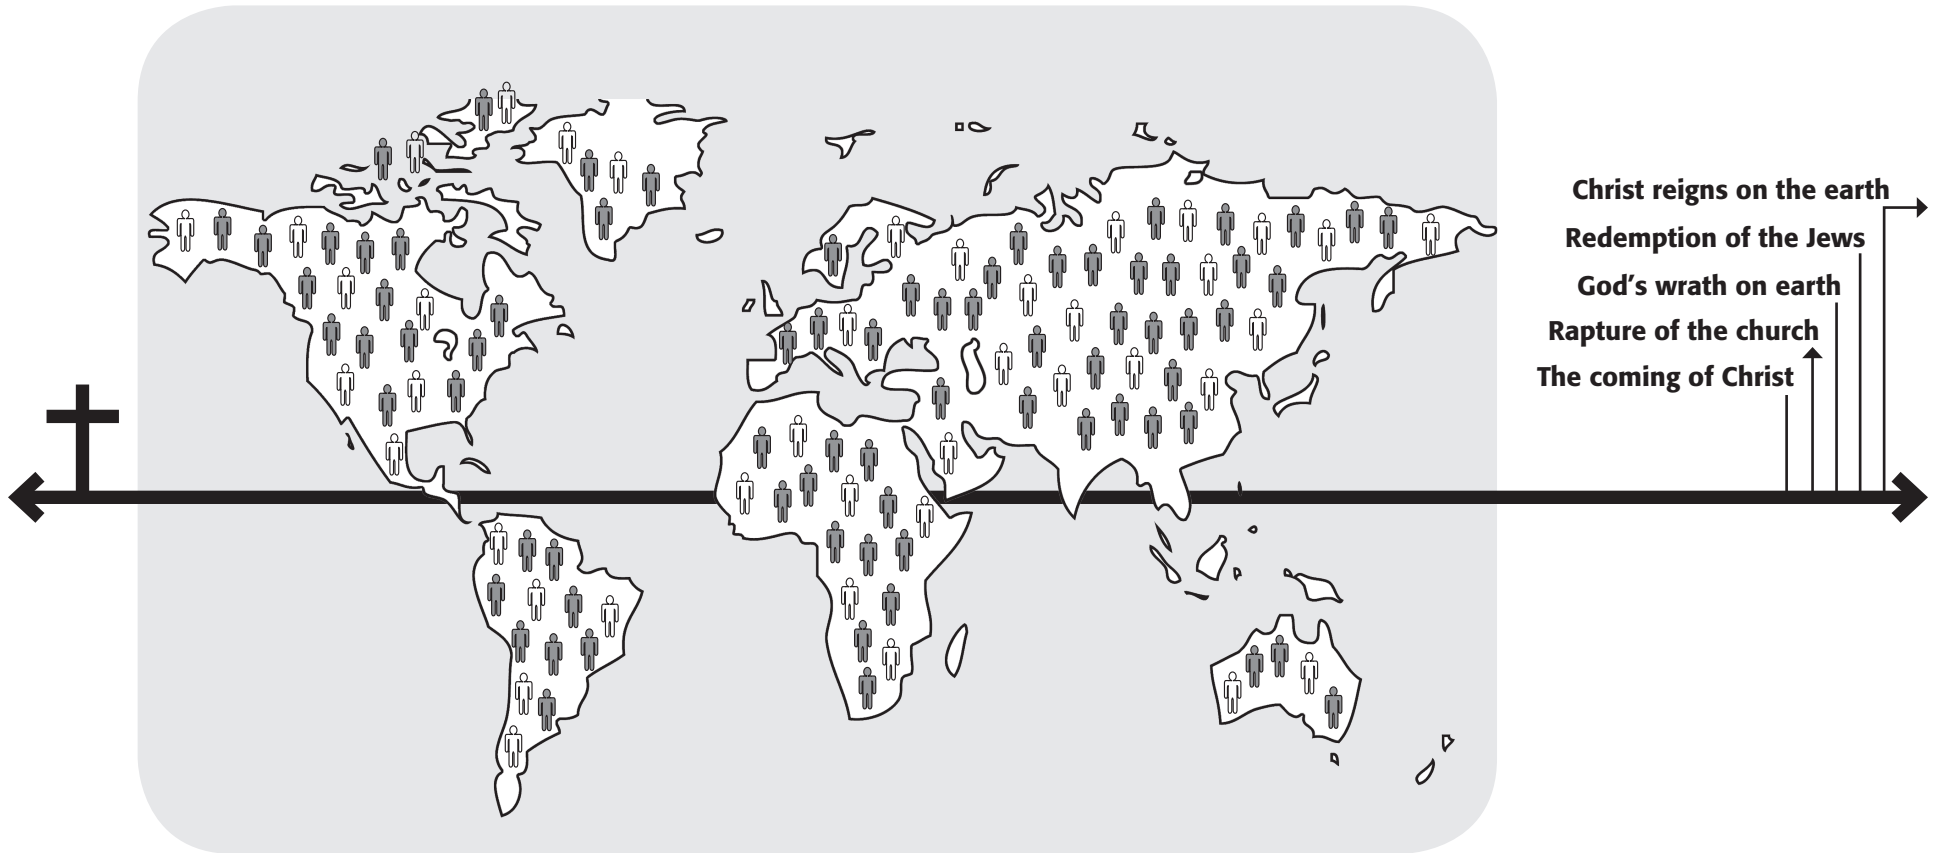 Christ reigns on the earth
Redemption of the Jews
God’s wrath on earth
Rapture of the church
The coming of Christ